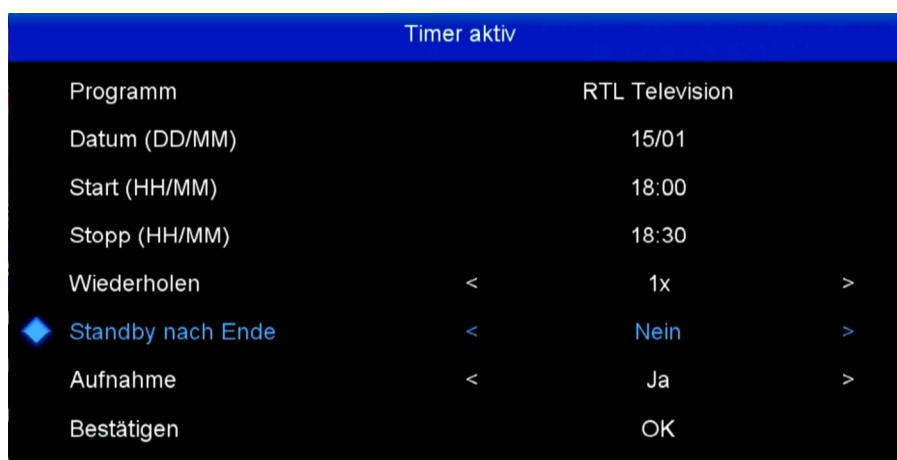 Timer aktiv
Programm RTL Television
Datum (DD/MM) 15/01
Start (HH/MM) 18:00
Stopp (HH/MM) 18:30
Wiederholen < 1x >
Standby nach Ende < Nein >
Aufnahme < Ja >
Bestätigen OK